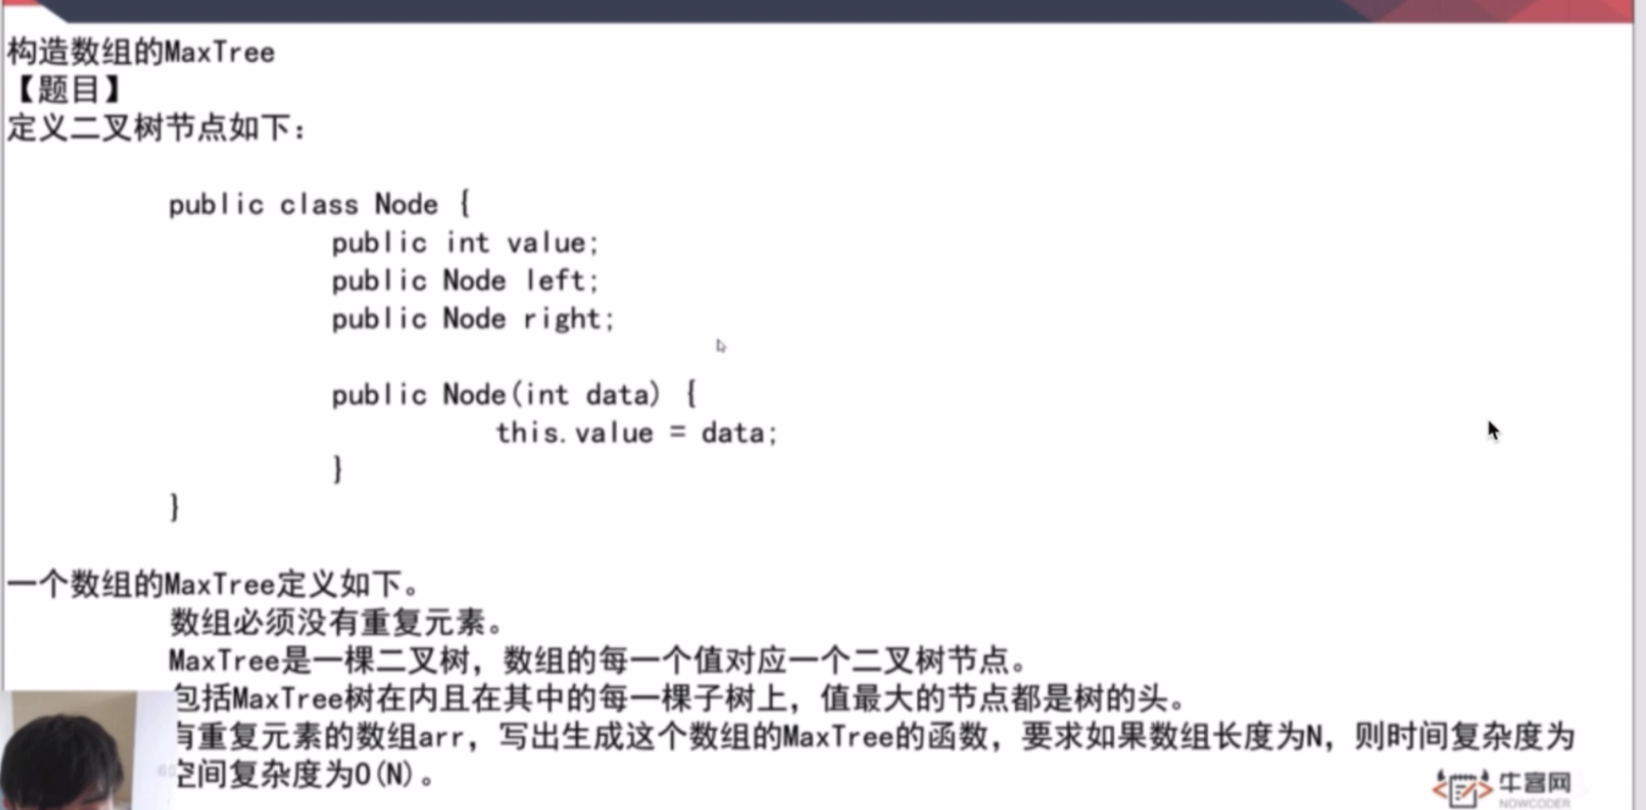 构造数组的MaxTree
【题目】
定义二叉树节点如下：
public class Node {
public int value;
public Node left;
public Node right;
public Node(int data) {
this.value = data;
}
}
一个数组的MaxTree定义如下。
数组必须没有重复元素。
MaxTree是一棵二叉树，数组的每一个值对应一个二叉树节点。
包括MaxTree树在内且在其中的每一棵子树上，值最大的节点都是树的头。
有重复元素的数组arr，写出生成这个数组的MaxTree的函数，要求如果数组长度为N，则时间复杂度为
空间复杂度为O(N)。
牛客网
NOWCODER